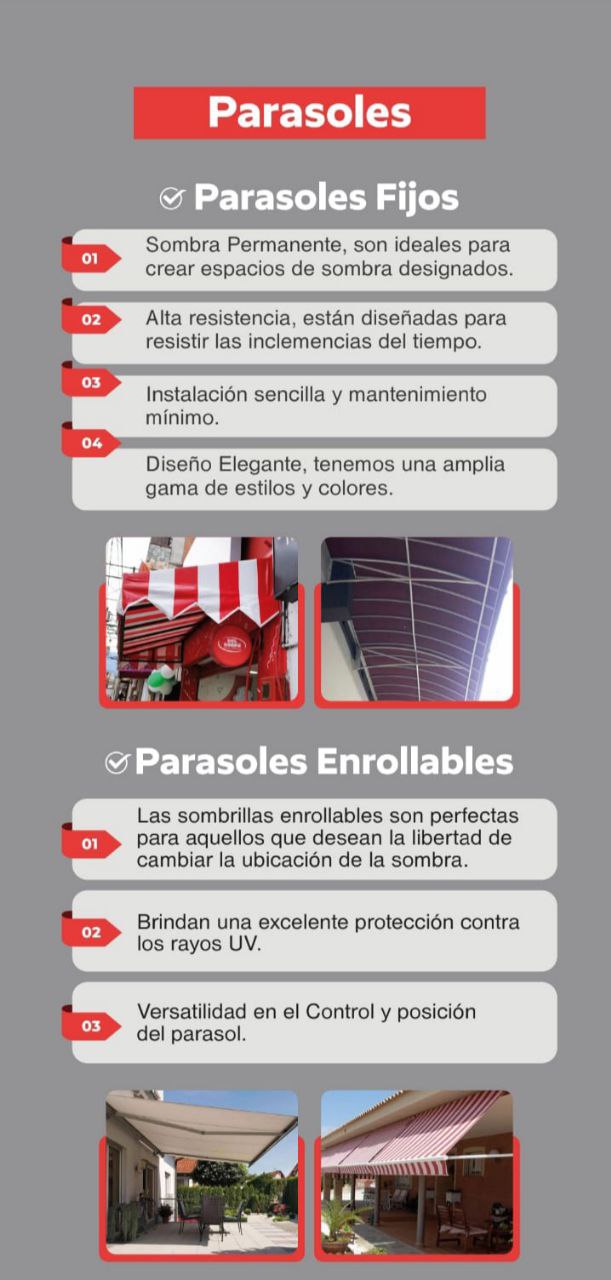 Parasoles
Parasoles Fijos
01
Sombra Permanente, son ideales para
crear espacios de sombra designados.
02
Alta resistencia, están diseñadas para
resistir las inclemencias del tiempo.
03
Instalación sencilla y mantenimiento
mínimo.
04
Diseño Elegante, tenemos una amplia
gama de estilos y colores.
Parasoles Enrollables
01
Las sombrillas enrollables son perfectas
para aquellos que desean la libertad de
cambiar la ubicación de la sombra.
02
Brindan una excelente protección contra
los rayos UV.
03
Versatilidad en el Control y posición
del parasol.